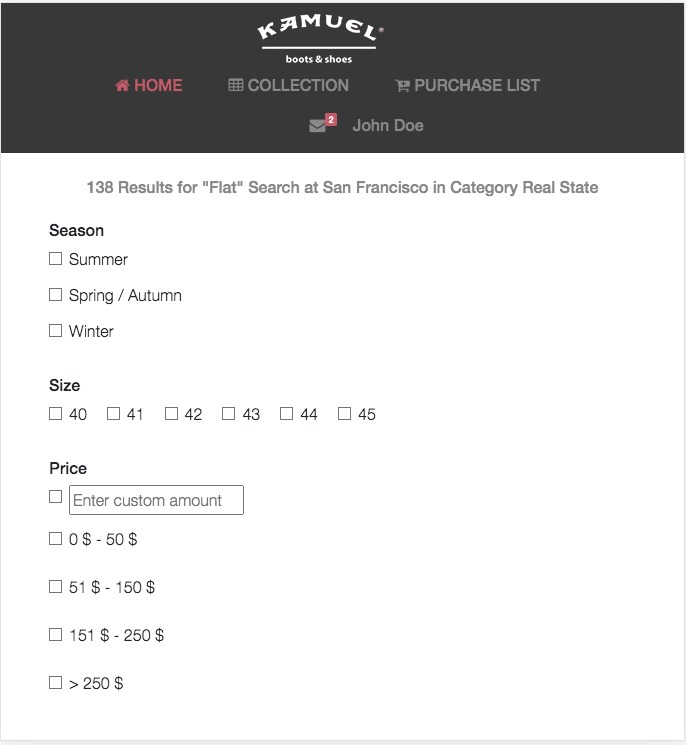 KAMUEL®
boots & shoes
HOME COLLECTION PURCHASE LIST
2 John Doe
138 Results for "Flat" Search at San Francisco in Category Real State
Season
Summer
Spring / Autumn
Winter
Size
40 41 42 43 44 45
Price
Enter custom amount
0 $ - 50 $
51 $ - 150 $
151 $ - 250 $
> 250 $